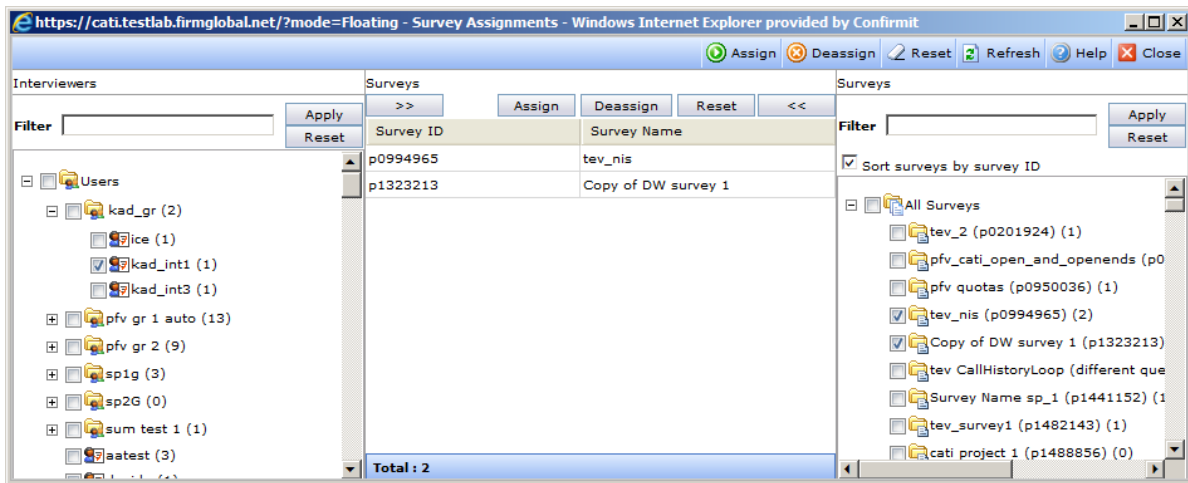 https://cati.testlab.firmglobal.net/?mode=Floating - Survey Assignments - Windows Internet Explorer provided by Confirmit
Assign Deassign Reset Refresh Help Close
Interviewers
Filter
Apply
Reset
Users
kad_gr (2)
ice (1)
kad_int1 (1)
kad_int3 (1)
pfv gr 1 auto (13)
pfv gr 2 (9)
sp1g (3)
sp2G (0)
sum test 1 (1)
aatest (3)
Surveys
>> Assign Deassign Reset <<
Survey ID Survey Name
p0994965 tev_nis
p1323213 Copy of DW survey 1
Total : 2
Surveys
Filter
Apply
Reset
Sort surveys by survey ID
All Surveys
tev_2 (p0201924) (1)
pfv_cati_open_and_openends (p0
pfv quotas (p0950036) (1)
tev_nis (p0994965) (2)
Copy of DW survey 1 (p1323213)
tev CallHistoryLoop (different que
Survey Name sp_1 (p1441152) (1
tev_survey1 (p1482143) (1)
cati project 1 (p1488856) (0)